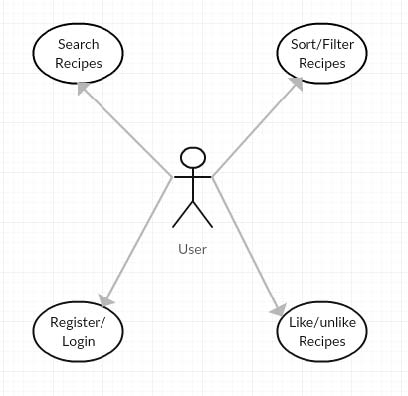 Search
Recipes
Sort/Filter
Recipes
User
Register/
Login
Like/unlike
Recipes